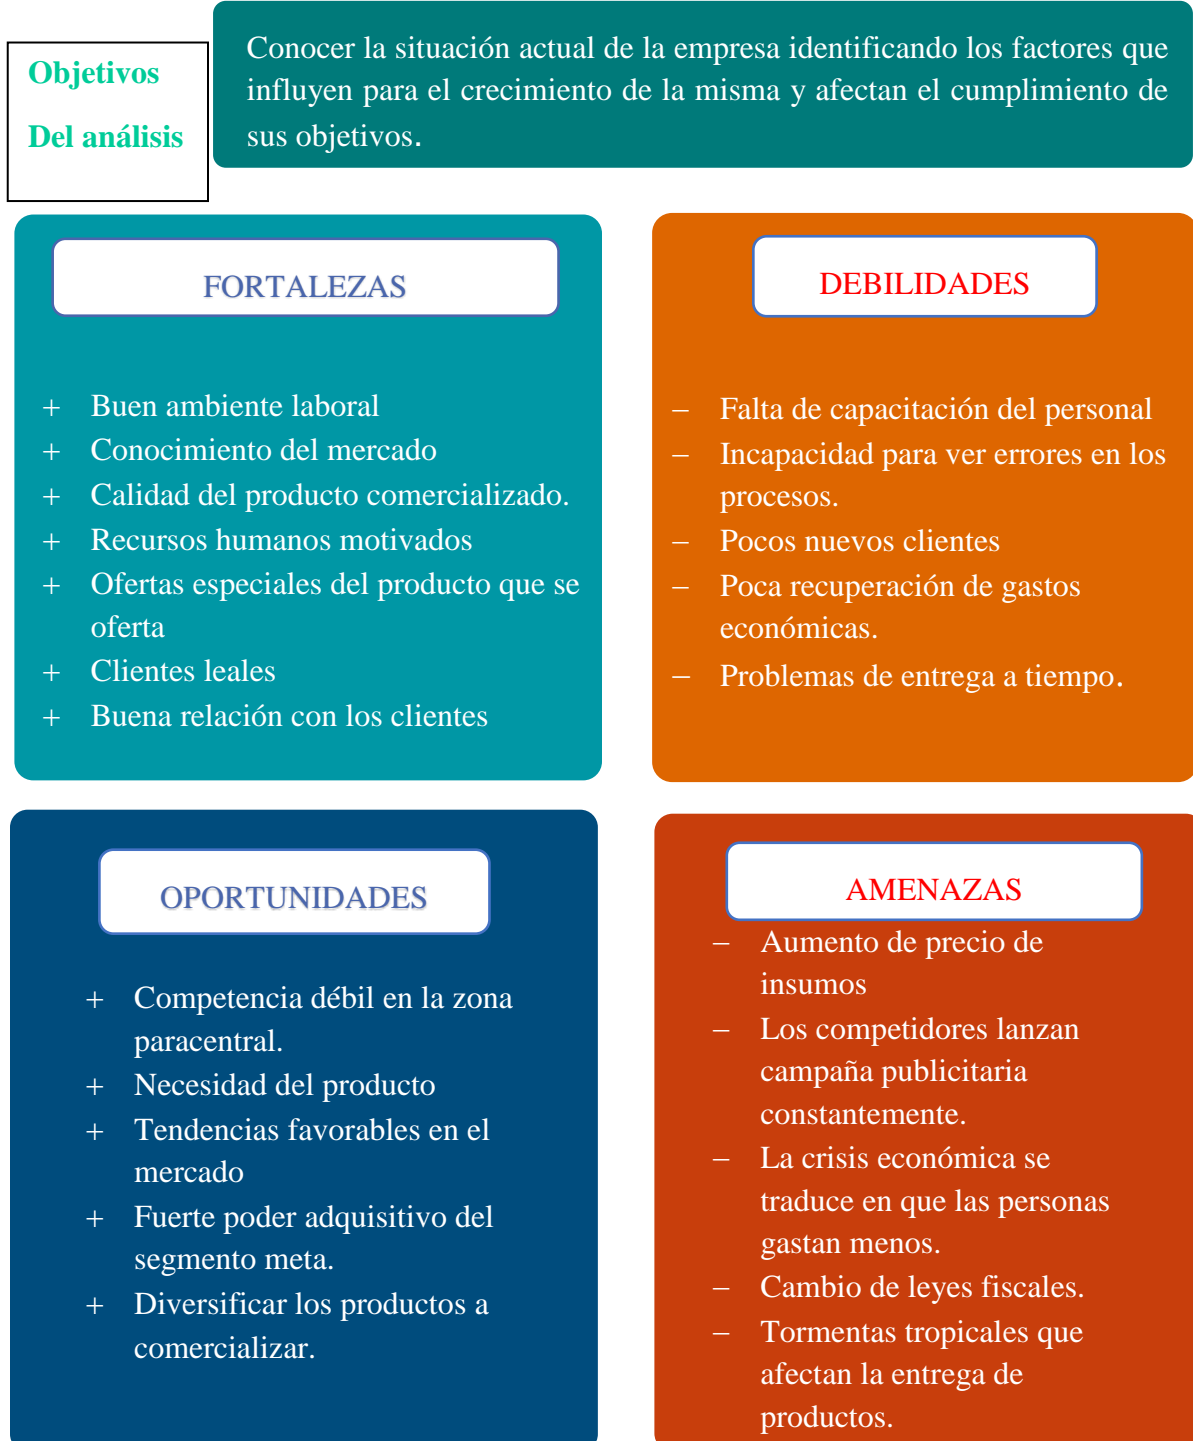 Objetivos
Del análisis
Conocer la situación actual de la empresa identificando los factores que
influyen para el crecimiento de la misma y afectan el cumplimiento de
sus objetivos.
FORTALEZAS
+ Buen ambiente laboral
+ Conocimiento del mercado
+ Calidad del producto comercializado.
+ Recursos humanos motivados
+ Ofertas especiales del producto que se
oferta
+ Clientes leales
+ Buena relación con los clientes
DEBILIDADES
– Falta de capacitación del personal
– Incapacidad para ver errores en los
procesos.
– Pocos nuevos clientes
– Poca recuperación de gastos
económicas.
– Problemas de entrega a tiempo.
OPORTUNIDADES
+ Competencia débil en la zona
paracentral.
+ Necesidad del producto
+ Tendencias favorables en el
mercado
+ Fuerte poder adquisitivo del
segmento meta.
+ Diversificar los productos a
comercializar.
AMENAZAS
– Aumento de precio de
insumos
– Los competidores lanzan
campaña publicitaria
constantemente.
– La crisis económica se
traduce en que las personas
gastan menos.
– Cambio de leyes fiscales.
– Tormentas tropicales que
afectan la entrega de
productos.